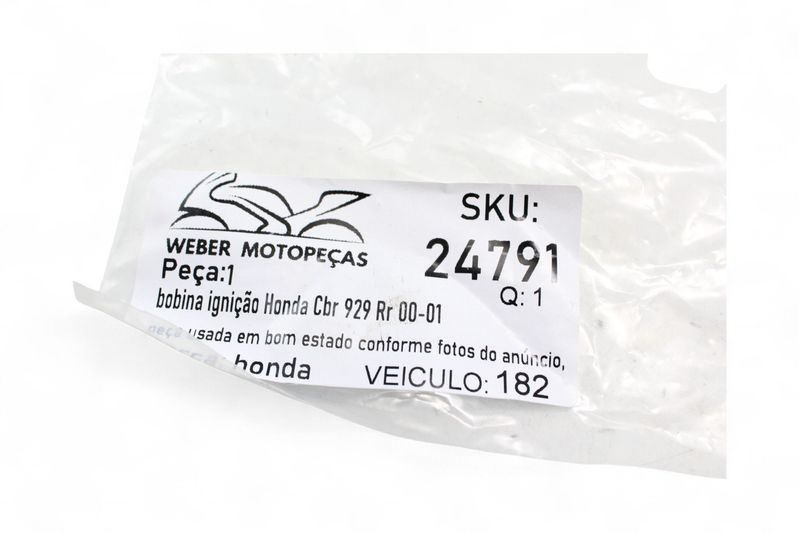 WEBER MOTOPEÇAS
SKU:
24791
Q: 1
Peça:1
bobina ignição Honda Cbr 929 Rr 00-01
peça usada em bom estado conforme fotos do anúncio,
honda
VEICULO: 182